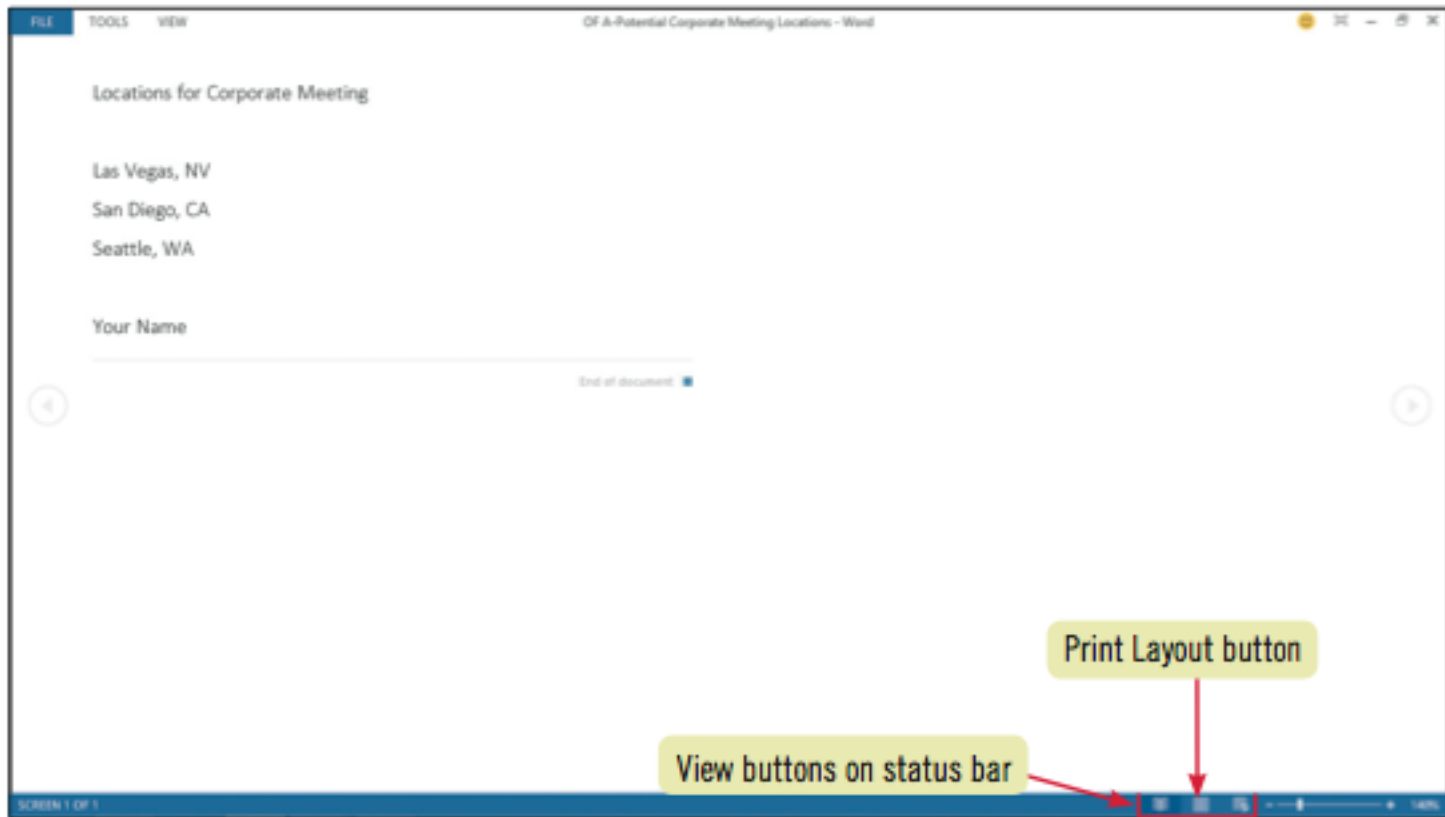 FILE TOOLS VIEW OF A-Potential Corporate Meeting Locations - Word
Locations for Corporate Meeting
Las Vegas, NV
San Diego, CA
Seattle, WA
Your Name
End of document
Print Layout button
View buttons on status bar
SCREEN 1 OF 1 140%